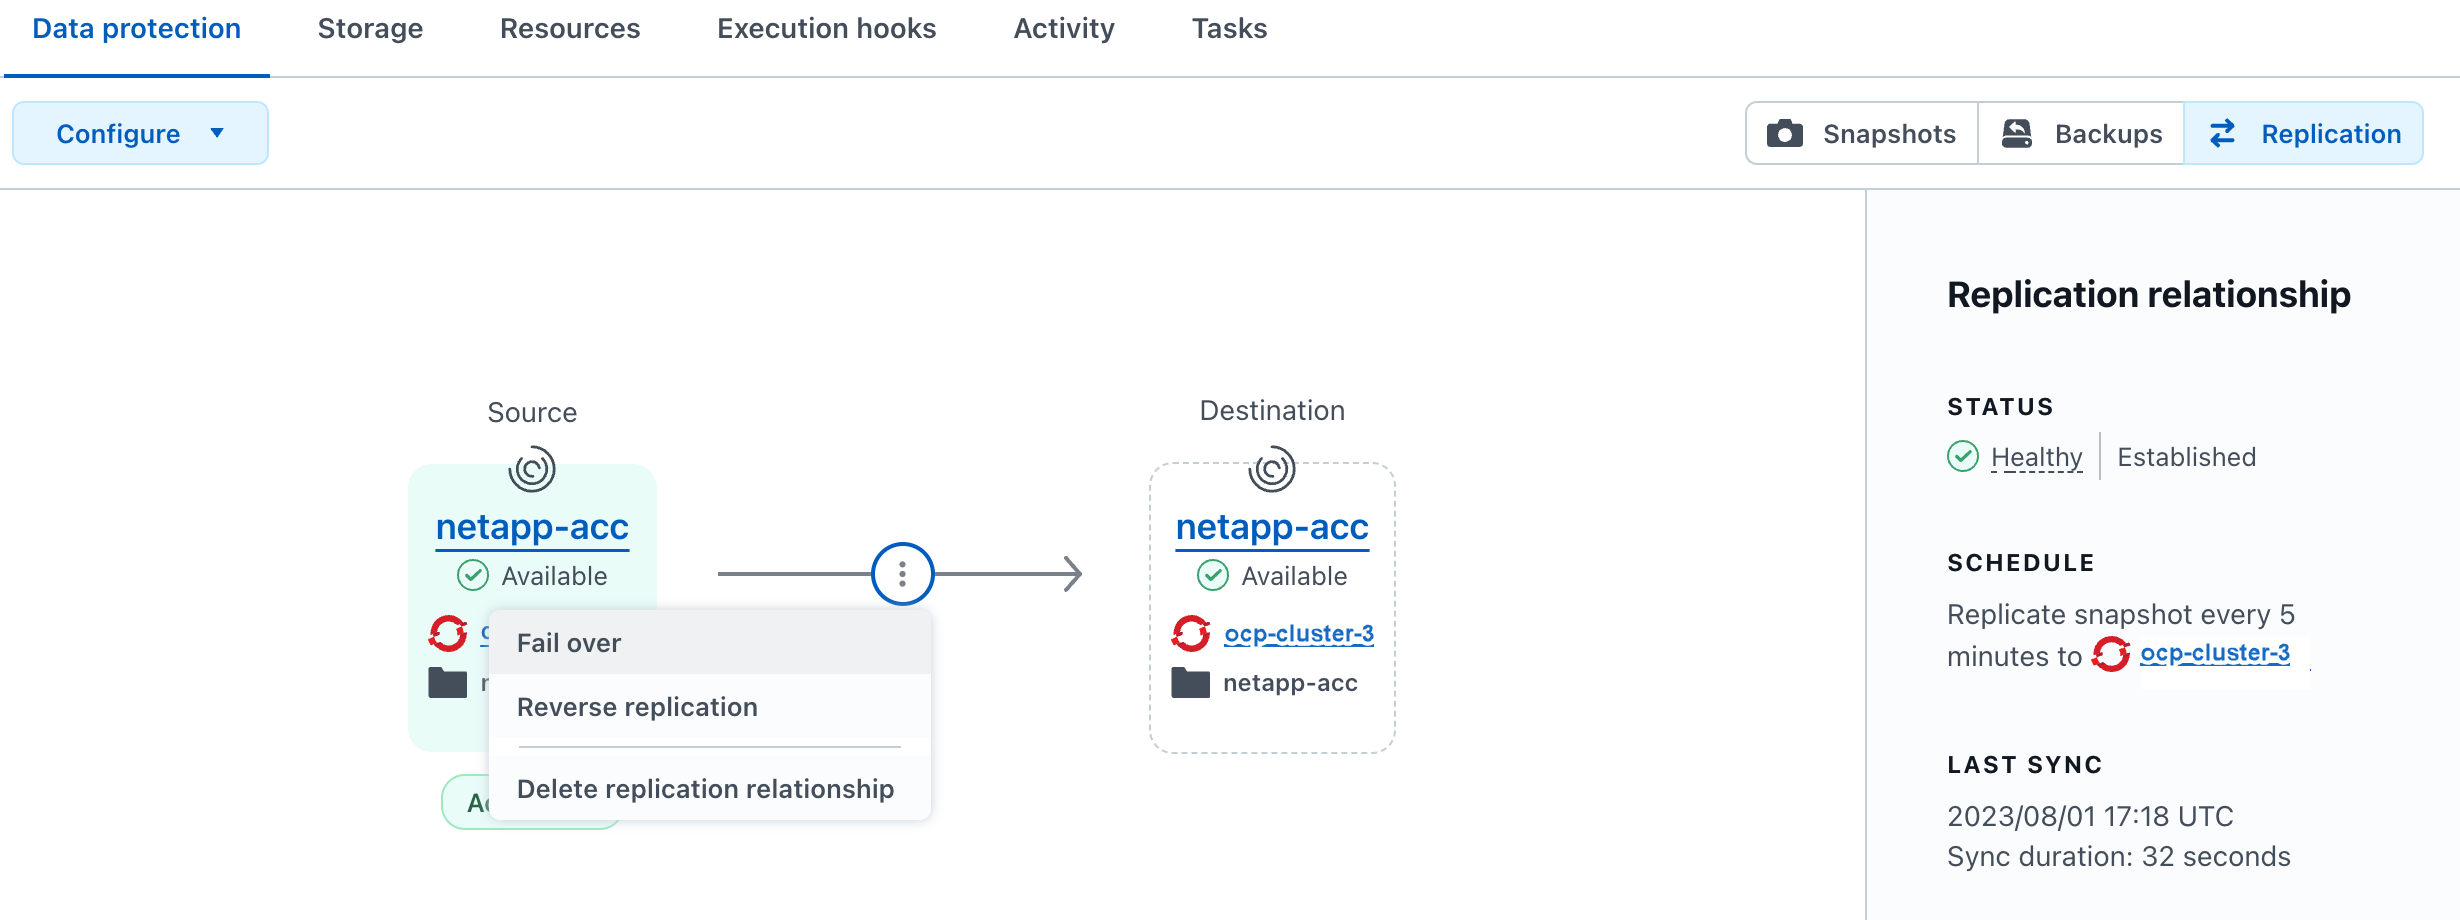 Data protection Storage Resources Execution hooks Activity Tasks
Configure Snapshots Backups Replication
Replication relationship
Source Destination
netapp-acc netapp-acc
Available Available
ocp-cluster-3
netapp-acc
Fail over
Reverse replication
Delete replication relationship
STATUS
Healthy Established
SCHEDULE
Replicate snapshot every 5
minutes to ocp-cluster-3
LAST SYNC
2023/08/01 17:18 UTC
Sync duration: 32 seconds